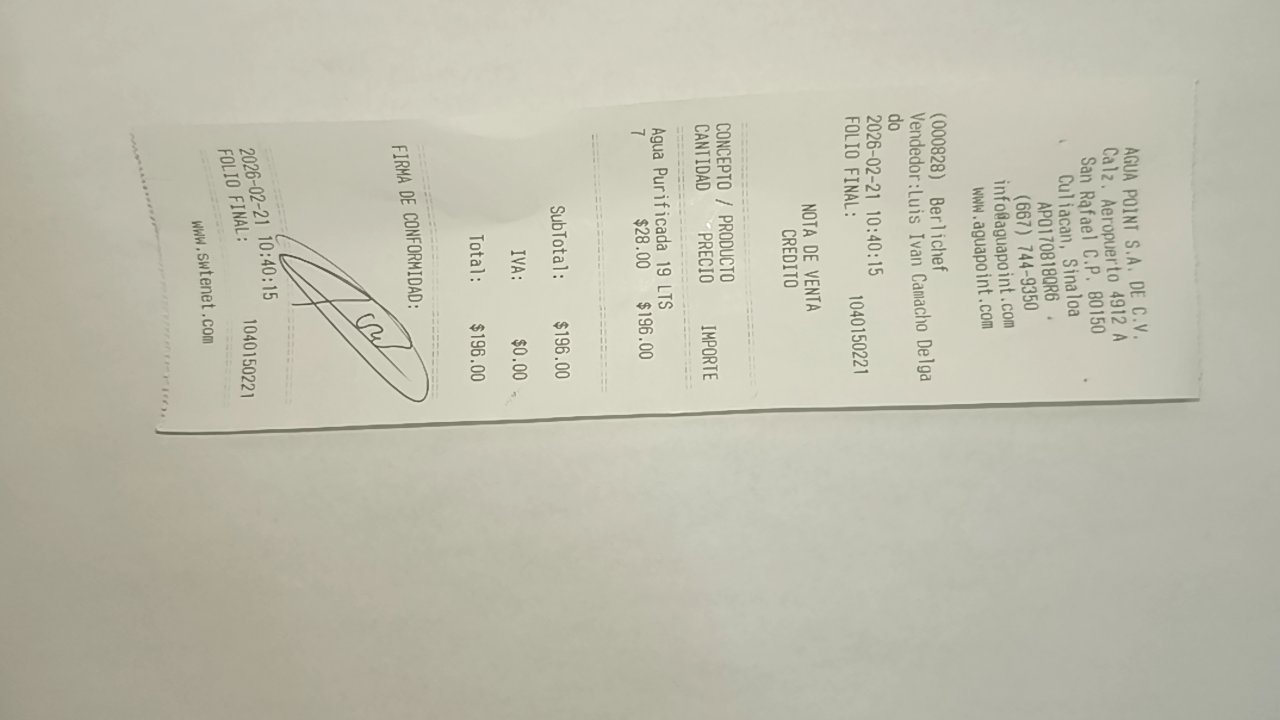 AGUA POINT S.A. DE C.V.
Calz. Aeropuerto 4912 A
San Rafael C.P. 80150
Culiacan, Sinaloa
APO170818QR6
(667) 744-9350
info@aguapoint.com
www.aguapoint.com
(000828) Berlichef
Vendedor:Luis Ivan Camacho Delga
do
2026-02-21 10:40:15
FOLIO FINAL: 1040150221
NOTA DE VENTA
CREDITO
CONCEPTO / PRODUCTO
CANTIDAD PRECIO IMPORTE
Agua Purificada 19 LTS
7 $28.00 $196.00
SubTotal: $196.00
IVA: $0.00
Total: $196.00
FIRMA DE CONFORMIDAD:
2026-02-21 10:40:15
FOLIO FINAL: 1040150221
www.swtenet.com